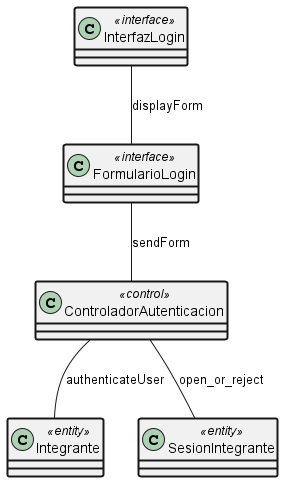 C «interface»
InterfazLogin
displayForm
C «interface»
FormularioLogin
sendForm
C «control»
ControladorAutenticacion
authenticateUser
open_or_reject
C «entity»
Integrante
C «entity»
SesionIntegrante